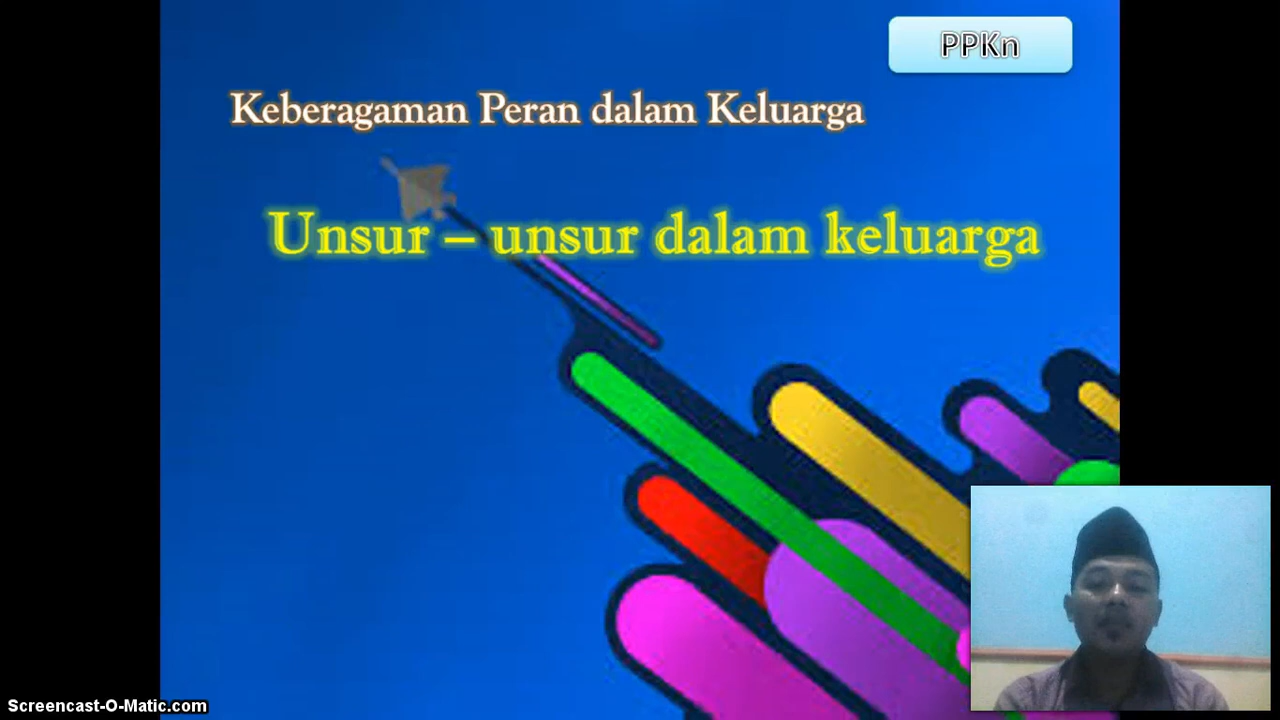 PPKn
Keberagaman Peran dalam Keluarga
Unsur – unsur dalam keluarga
Screencast-O-Matic.com